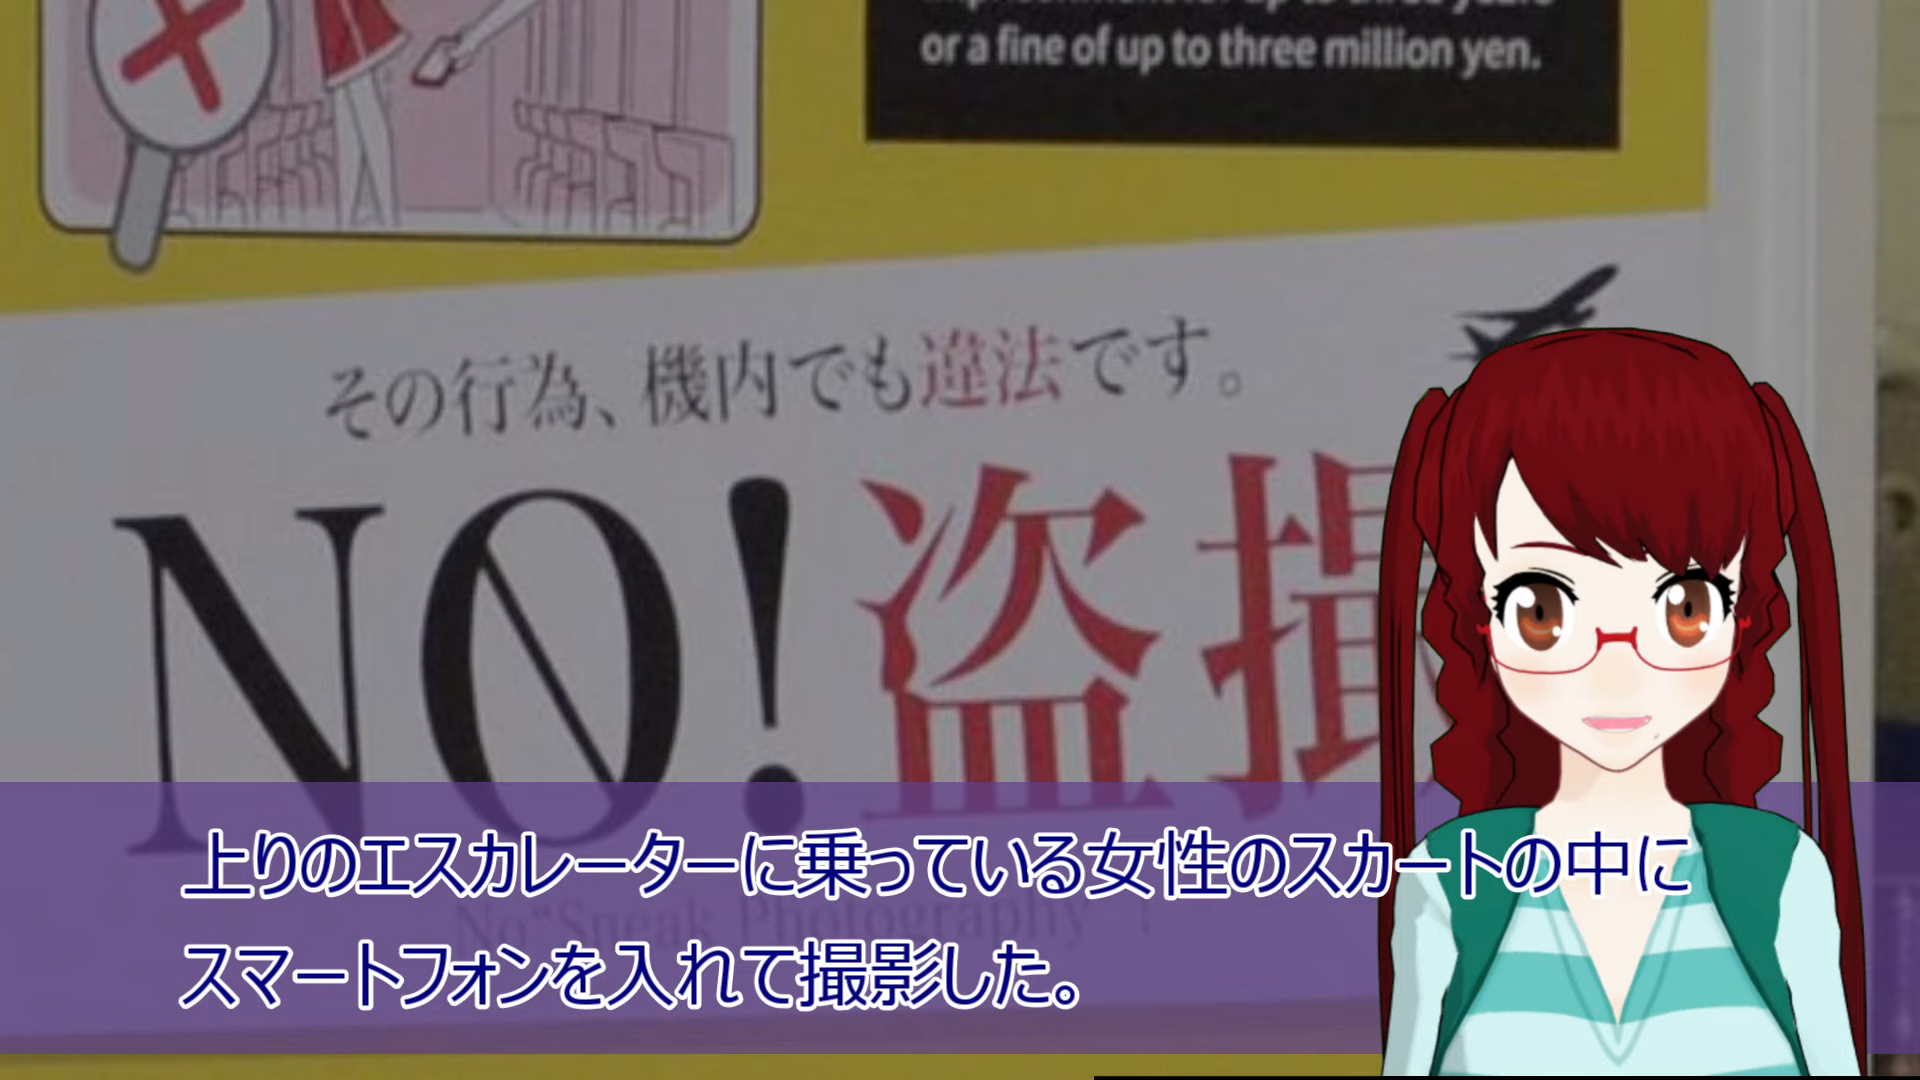 or a fine of up to three million yen.
その行為、機内でも違法です。
NO!盗撮
No "Sneak Photography" !
上りのエスカレーターに乗っている女性のスカートの中に
スマートフォンを入れて撮影した。